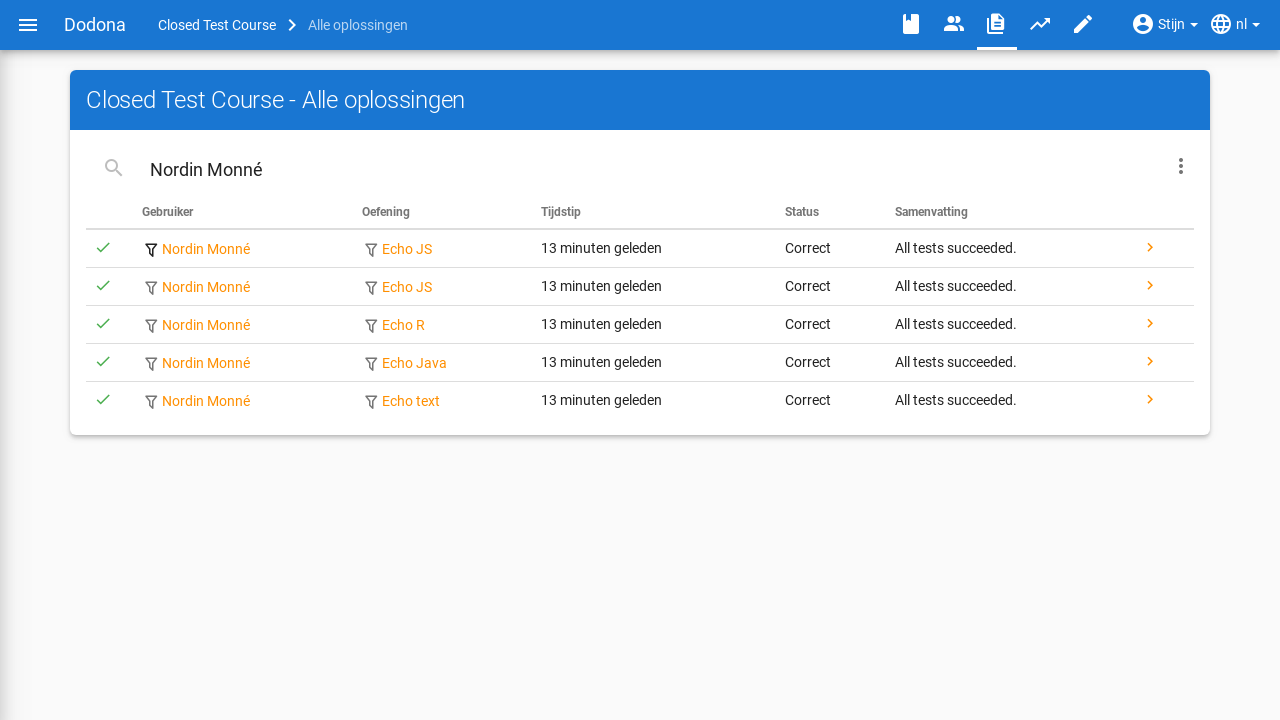 Dodona Closed Test Course Alle oplossingen Stijn nl
Closed Test Course - Alle oplossingen
Nordin Monné
Gebruiker Oefening Tijdstip Status Samenvatting
Nordin Monné Echo JS 13 minuten geleden Correct All tests succeeded.
Nordin Monné Echo JS 13 minuten geleden Correct All tests succeeded.
Nordin Monné Echo R 13 minuten geleden Correct All tests succeeded.
Nordin Monné Echo Java 13 minuten geleden Correct All tests succeeded.
Nordin Monné Echo text 13 minuten geleden Correct All tests succeeded.